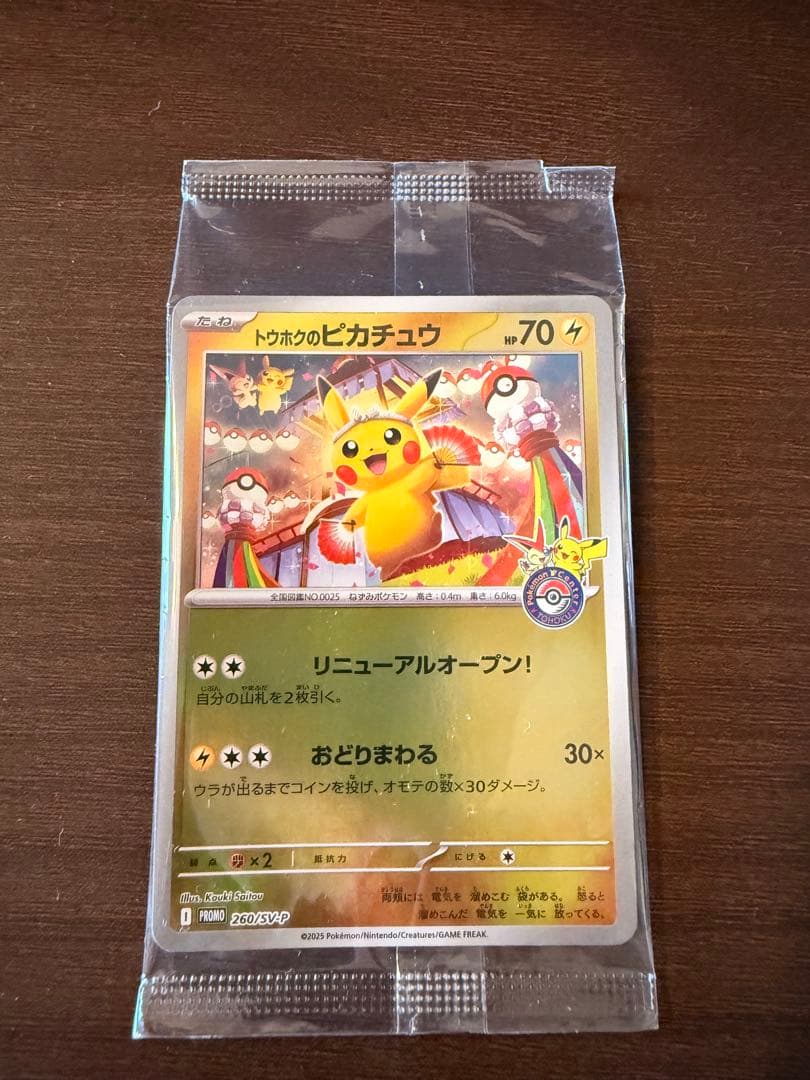 たね
トウホクのピカチュウ
HP 70
Pokémon Center
TOHOKU
全国図鑑NO.0025 ねずみポケモン 高さ:0.4m 重さ:6.0kg
リニューアルオープン!
自分の山札を2枚引く。
おどりまわる 30×
ウラが出るまでコインを投げ、オモテの数×30ダメージ。
弱点 ×2 抵抗力 にげる
Illus. Kouki Saitou
両頬には 電気を 溜めこむ 袋がある。 怒ると
溜めこんだ 電気を 一気に 放ってくる。
I PROMO 260/SV-P
©2025 Pokémon/Nintendo/Creatures/GAME FREAK.